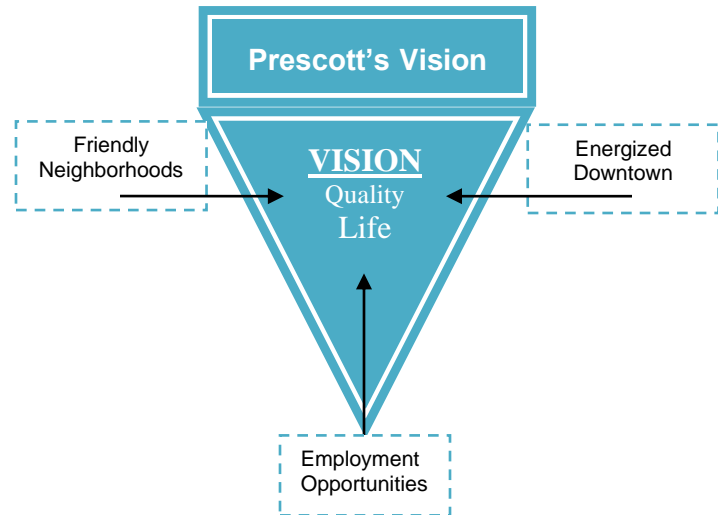 Prescott's Vision
Friendly
Neighborhoods
VISION
Quality
Life
Energized
Downtown
Employment
Opportunities